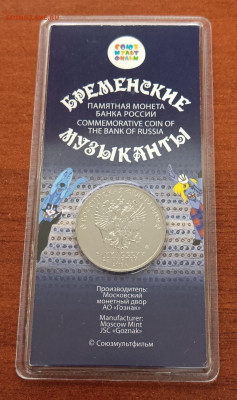 СОЮЗ
МУЛЬТ
ФИЛЬМ
БРЕМЕНСКИЕ
ПАМЯТНАЯ МОНЕТА
БАНКА РОССИИ
COMMEMORATIVE COIN OF
THE BANK OF RUSSIA
МУЗЫКАНТЫ
Производитель:
Московский
монетный двор
АО «Гознак»
Manufacturer:
Moscow Mint
JSC «Goznak»
© Союзмультфильм